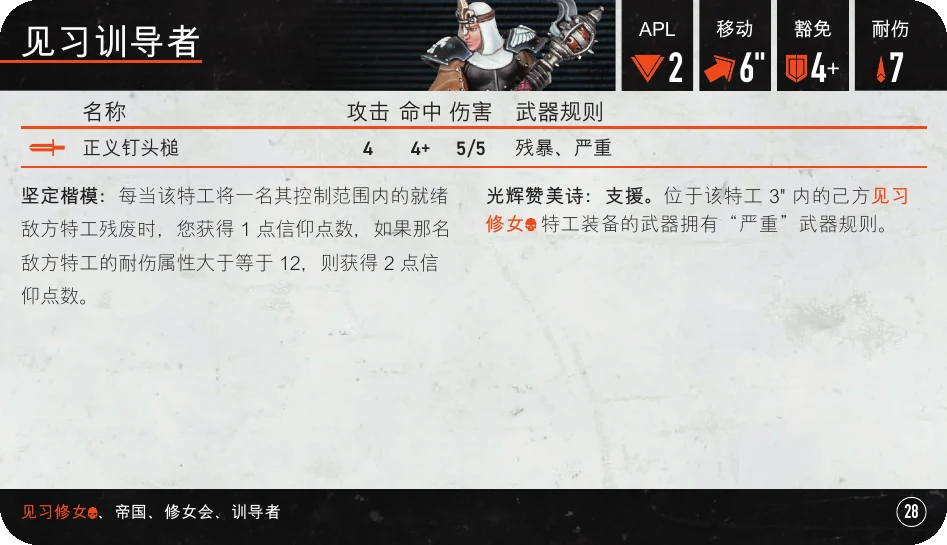 见习训导者
APL 移动 豁免 耐伤
2 6" 4+ 7
名称 攻击 命中 伤害 武器规则
正义钉头槌 4 4+ 5/5 残暴、严重
坚定楷模：每当该特工将一名其控制范围内的就绪
敌方特工残废时，您获得 1 点信仰点数，如果那名
敌方特工的耐伤属性大于等于 12，则获得 2 点信
仰点数。
光辉赞美诗：支援。位于该特工 3" 内的己方见习
修女特工装备的武器拥有“严重”武器规则。
见习修女、帝国、修女会、训导者
28